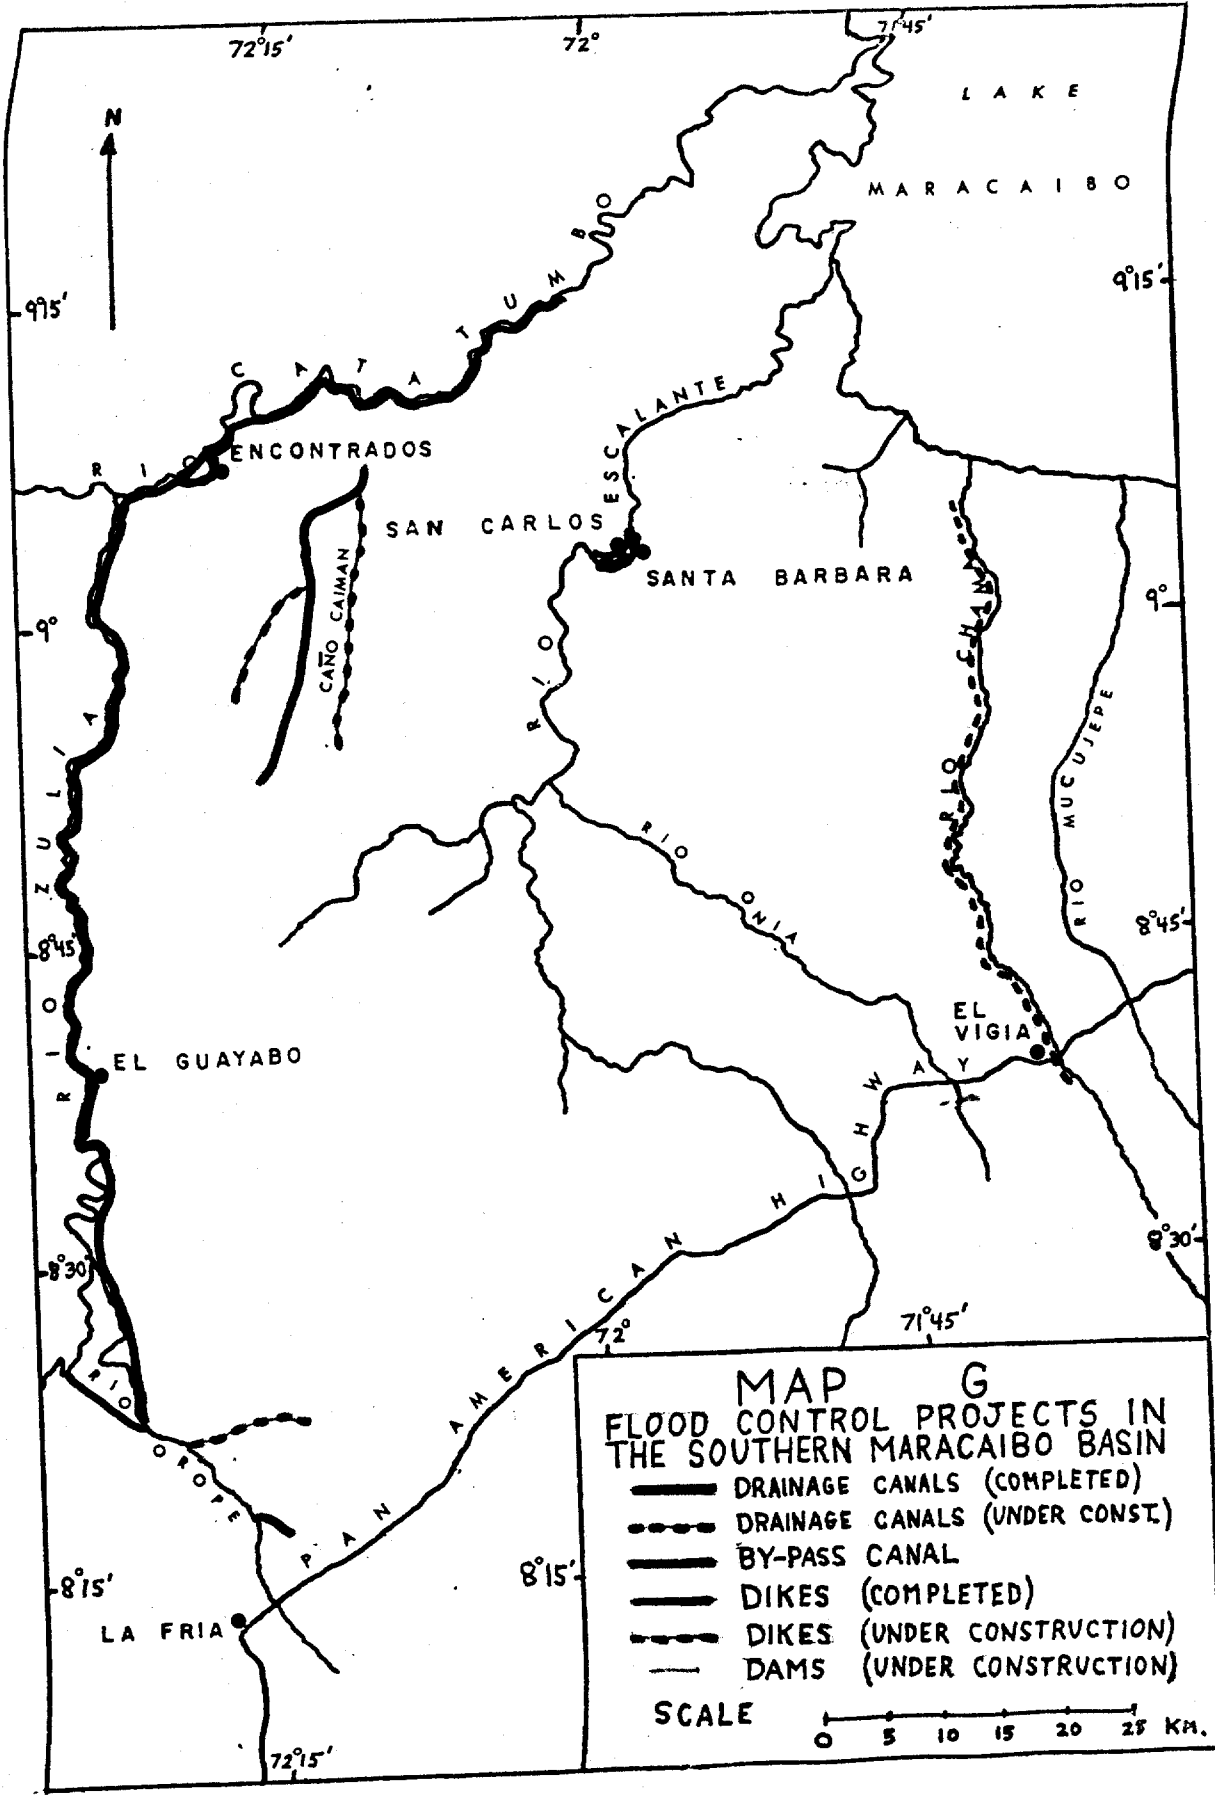 72°15'
72°
71°45'
N
LAKE
MARACAIBO
9°15'
9°15'
RIO CATATUMBO
ENCONTRADOS
RIO ESCALANTE
SAN CARLOS
SANTA BARBARA
CAÑO CAIMAN
9°
9°
RIO CHAMA
RIO MUCUJEPE
RIO ZULIA
RIO ONIA
8°45'
8°45'
EL
VIGIA
EL GUAYABO
PAN AMERICAN HIGHWAY
8°30'
8°30'
72°
71°45'
RIO OROPE
8°15'
8°15'
LA FRIA
72°15'
MAP G
FLOOD CONTROL PROJECTS IN
THE SOUTHERN MARACAIBO BASIN
DRAINAGE CANALS (COMPLETED)
DRAINAGE CANALS (UNDER CONST.)
BY-PASS CANAL
DIKES (COMPLETED)
DIKES (UNDER CONSTRUCTION)
DAMS (UNDER CONSTRUCTION)
SCALE
0 5 10 15 20 25 KM.